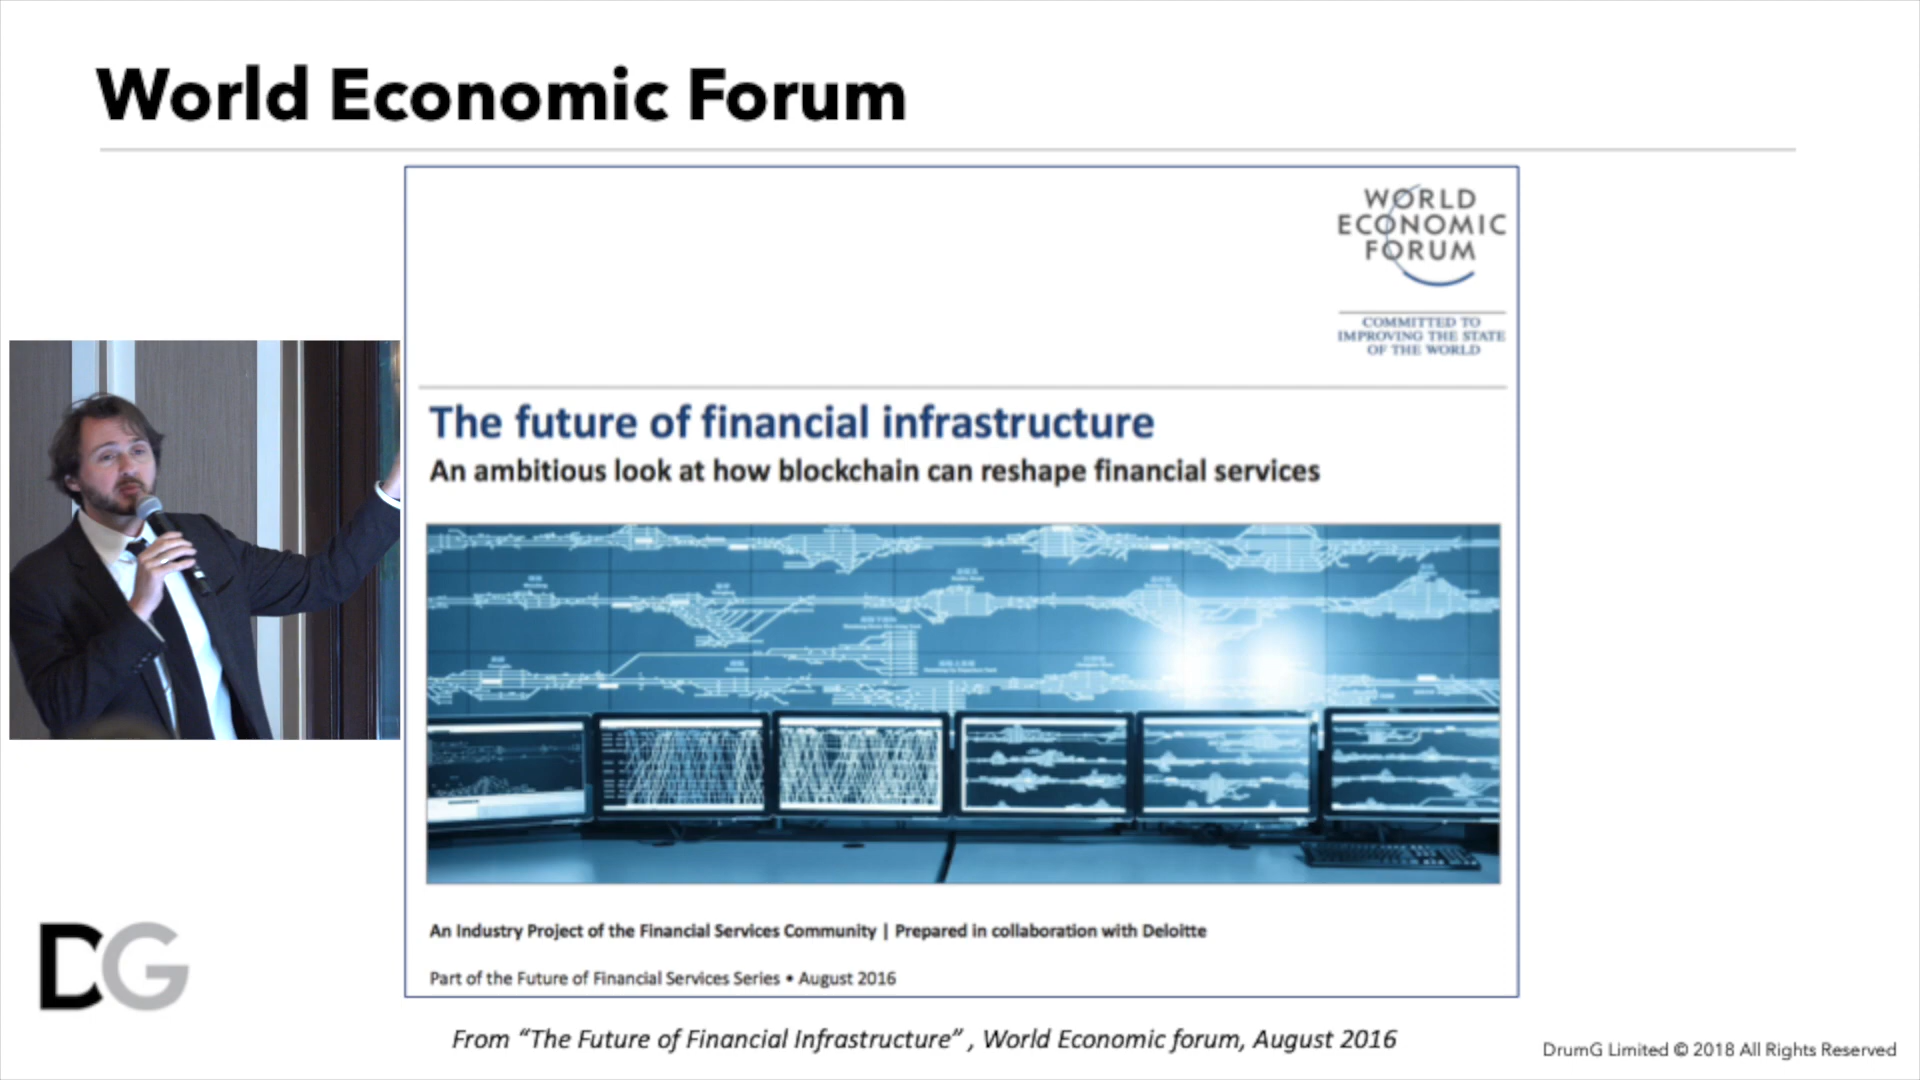 World Economic Forum
WORLD
ECONOMIC
FORUM
COMMITTED TO
IMPROVING THE STATE
OF THE WORLD
The future of financial infrastructure
An ambitious look at how blockchain can reshape financial services
An Industry Project of the Financial Services Community | Prepared in collaboration with Deloitte
Part of the Future of Financial Services Series • August 2016
DG
From “The Future of Financial Infrastructure” , World Economic forum, August 2016
DrumG Limited © 2018 All Rights Reserved